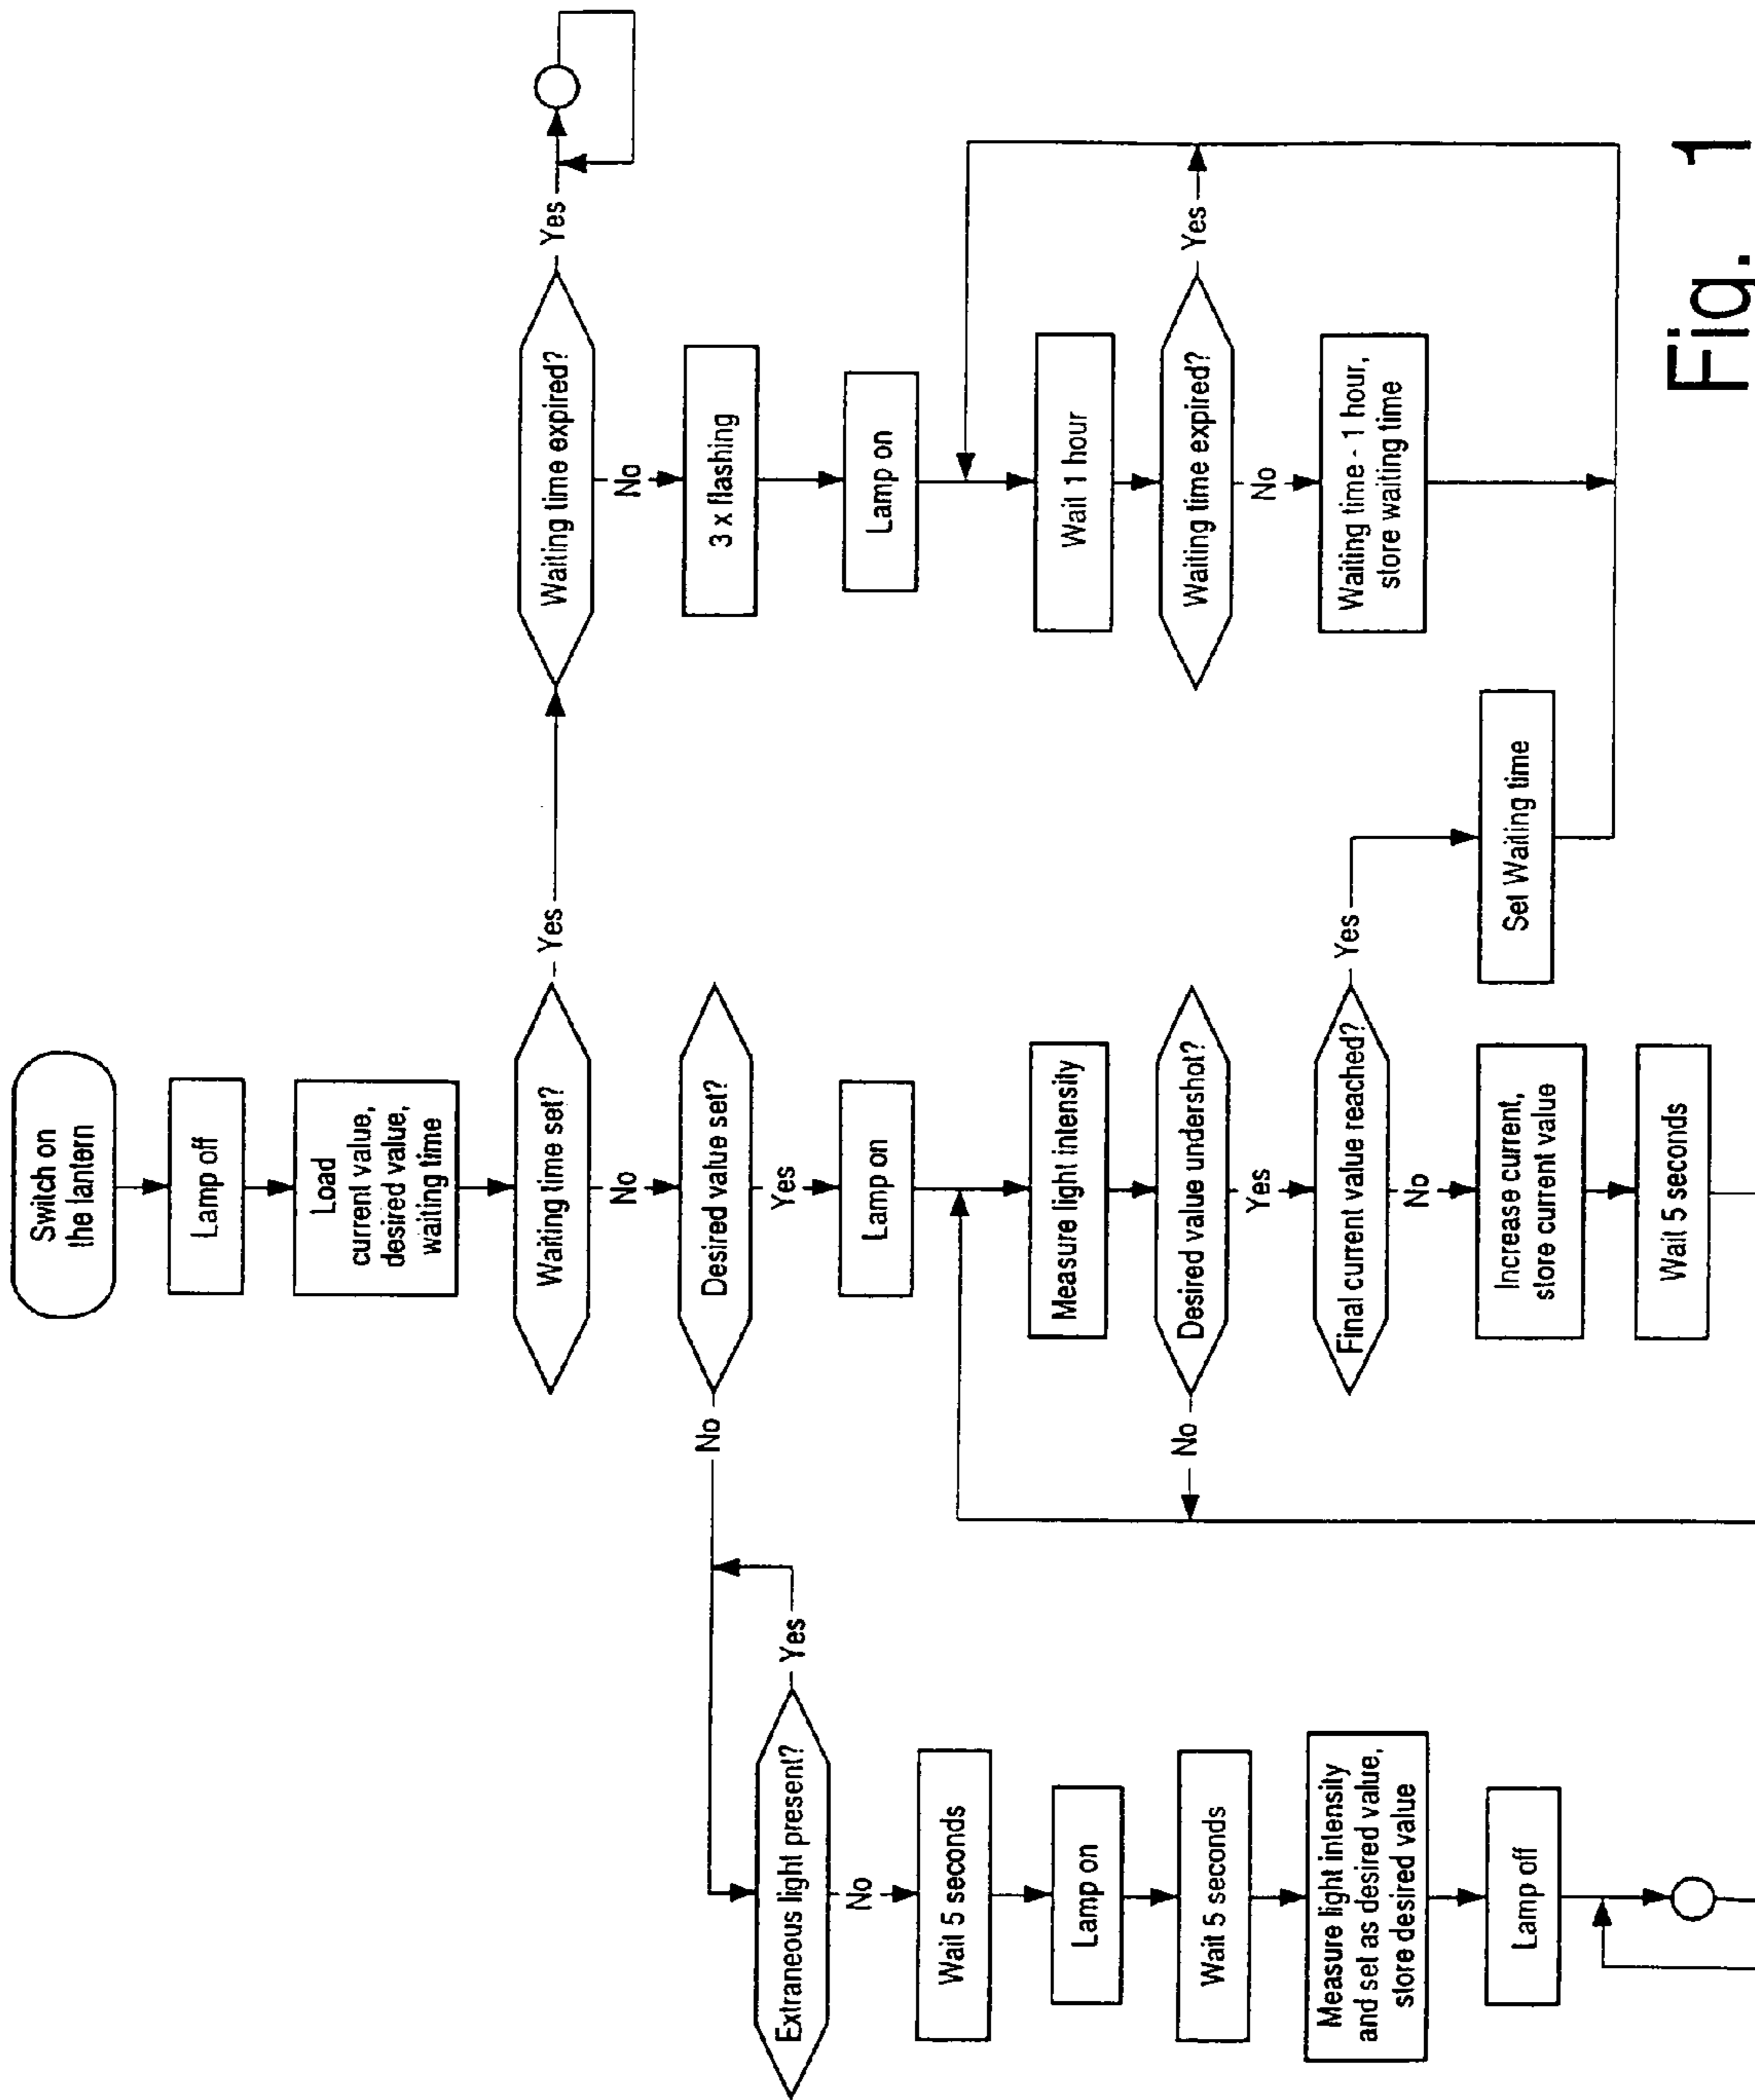 Switch on
the lantern
Lamp off
Load
current value,
desired value,
waiting time
Waiting time set?
Yes
No
Desired value set?
No
Yes
Lamp on
Measure light intensity
Desired value undershot?
No
Yes
Final current value reached?
Yes
No
Increase current,
store current value
Wait 5 seconds
Set Waiting time
Waiting time expired?
Yes
No
3 x flashing
Lamp on
Wait 1 hour
Waiting time expired?
Yes
No
Waiting time - 1 hour,
store waiting time
Extraneous light present?
Yes
No
Wait 5 seconds
Lamp on
Wait 5 seconds
Measure light intensity
and set as desired value,
store desired value
Lamp off
Fig. 1